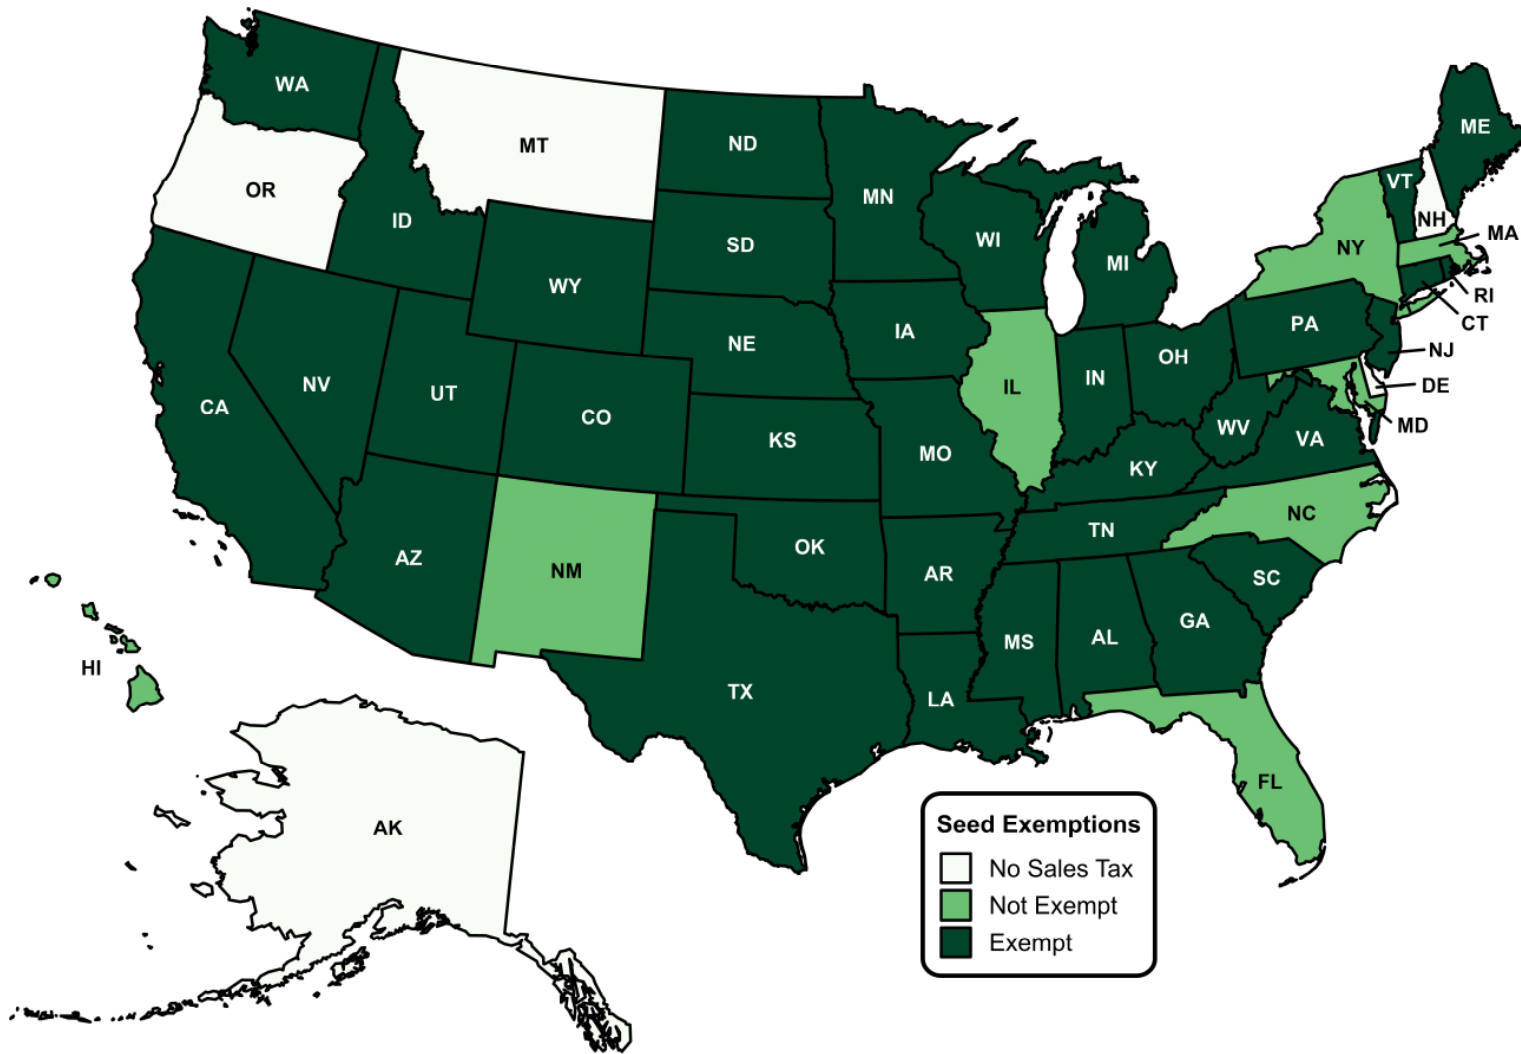 WA
ME
MT
ND
VT
MN
OR
NH
ID
MA
WI
SD
NY
MI
WY
RI
PA
CT
IA
NE
NJ
OH
IN
NV
DE
UT
IL
CA
CO
MD
WV
VA
KS
MO
KY
NC
TN
OK
AZ
NM
AR
SC
GA
AL
MS
HI
TX
LA
FL
AK
Seed Exemptions
No Sales Tax
Not Exempt
Exempt